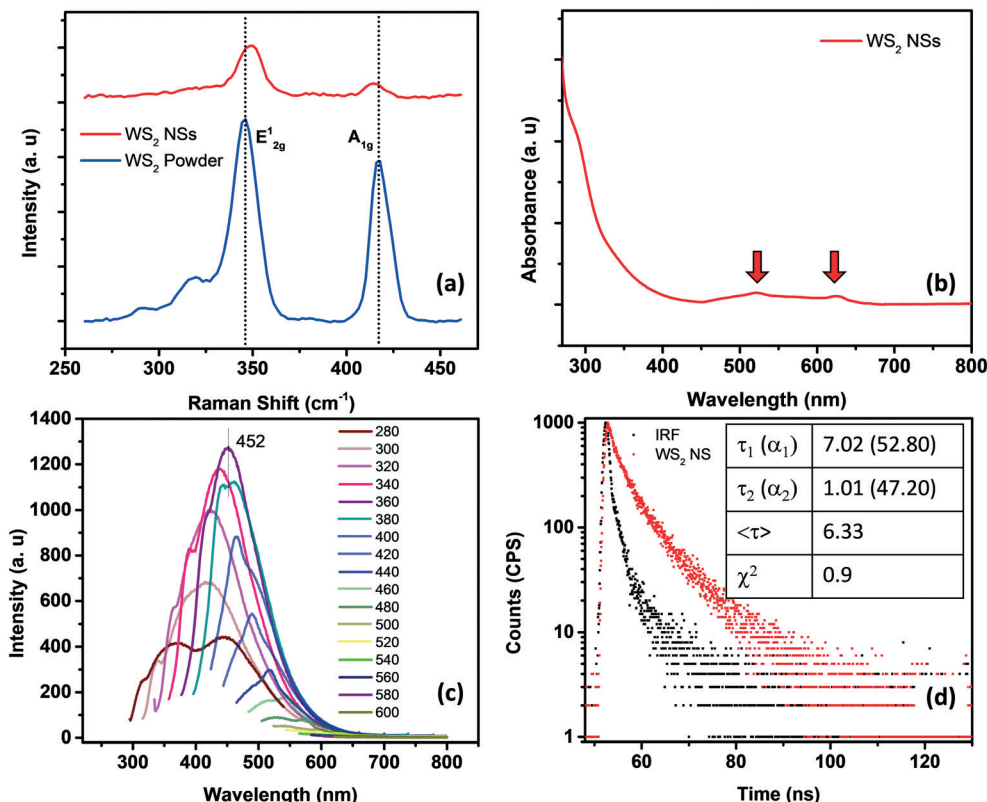 Intensity (a. u)
WS₂ NSs
WS₂ Powder
E¹₂g
A₁g
(a)
250 300 350 400 450
Raman Shift (cm⁻¹)
Absorbance (a. u)
WS₂ NSs
(b)
300 400 500 600 700 800
Wavelength (nm)
Intensity (a. u)
1400
1200
1000
800
600
400
200
0
452
280
300
320
340
360
380
400
420
440
460
480
500
520
540
560
580
600
(c)
300 400 500 600 700 800
Wavelength (nm)
Counts (CPS)
1000
100
10
1
IRF
WS₂ NS
τ₁ (α₁) 7.02 (52.80)
τ₂ (α₂) 1.01 (47.20)
<τ> 6.33
χ² 0.9
(d)
60 80 100 120
Time (ns)